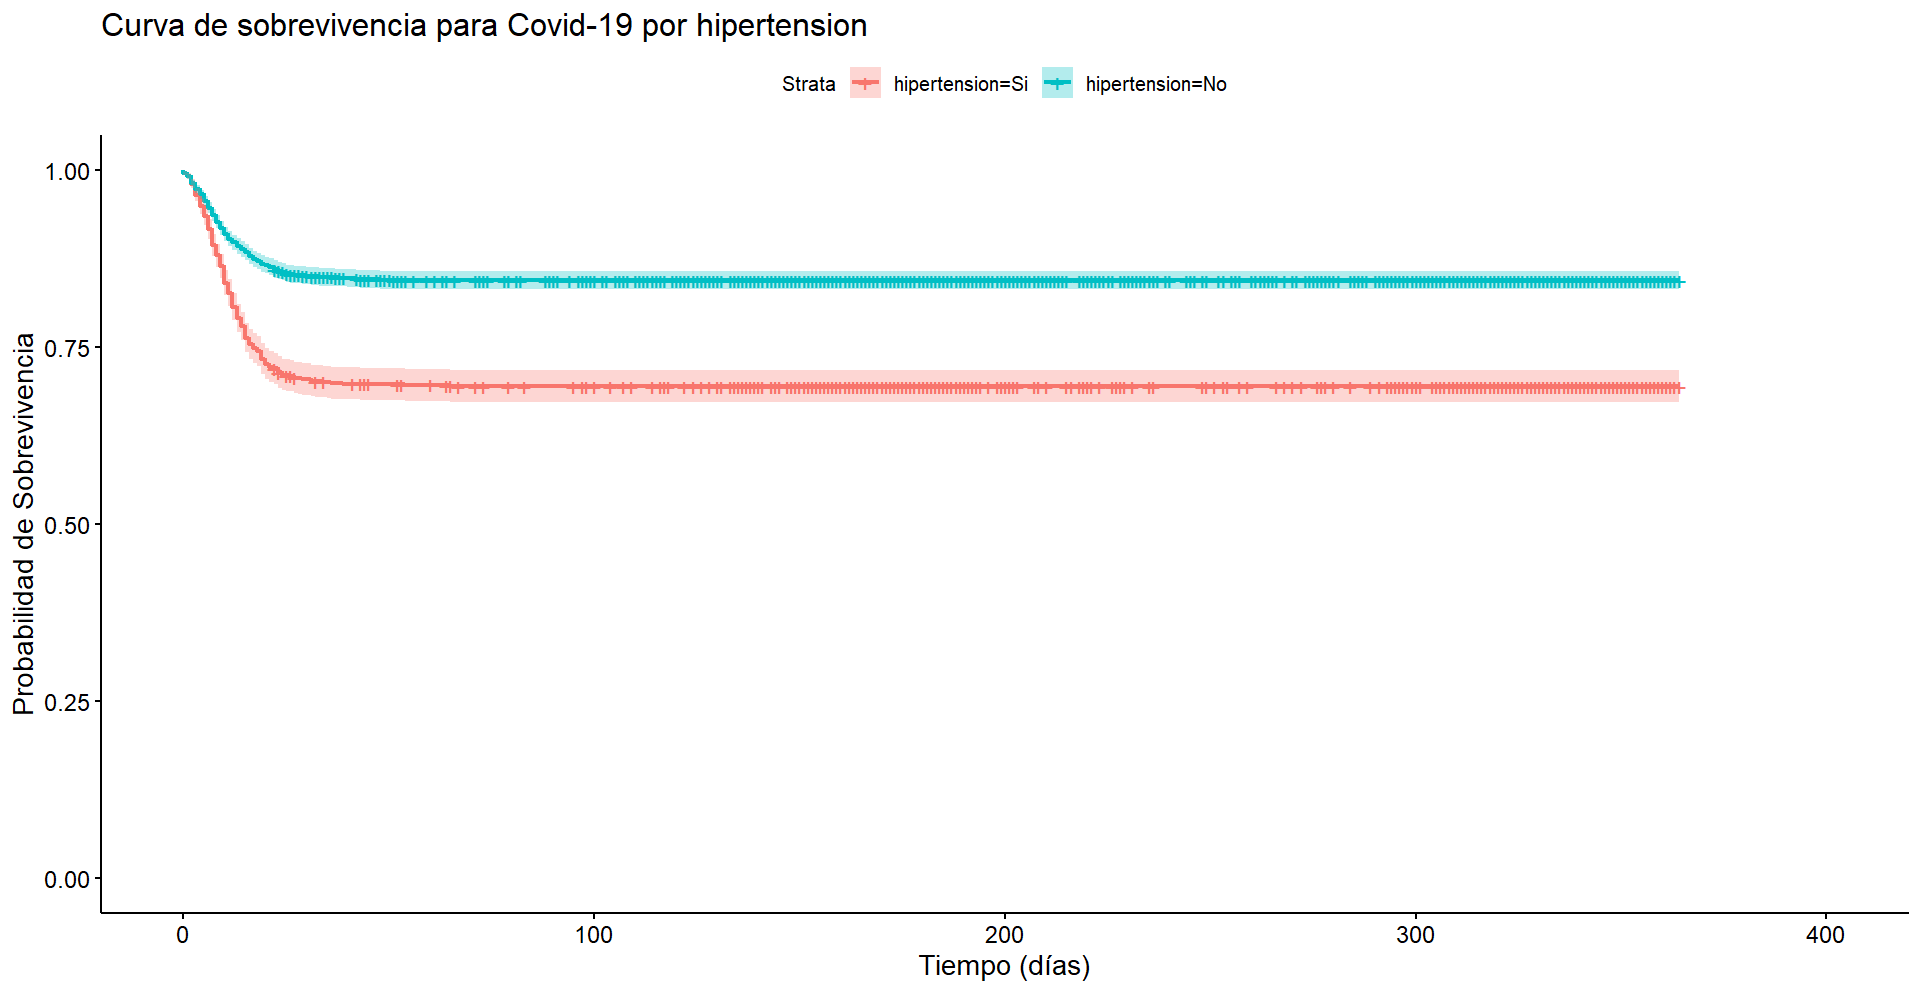 Curva de sobrevivencia para Covid-19 por hipertension
Strata hipertension=Si hipertension=No
Probabilidad de Sobrevivencia
1.00
0.75
0.50
0.25
0.00
0 100 200 300 400
Tiempo (días)